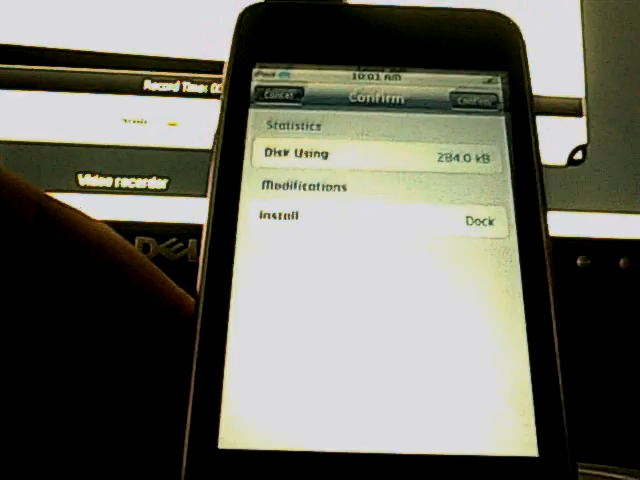 Record Time: 0
Video recorder
DELL
iPod
10:01 AM
Cancel
Confirm
Confirm
Statistics
Disk Using
284.0 kB
Modifications
Install
Dock